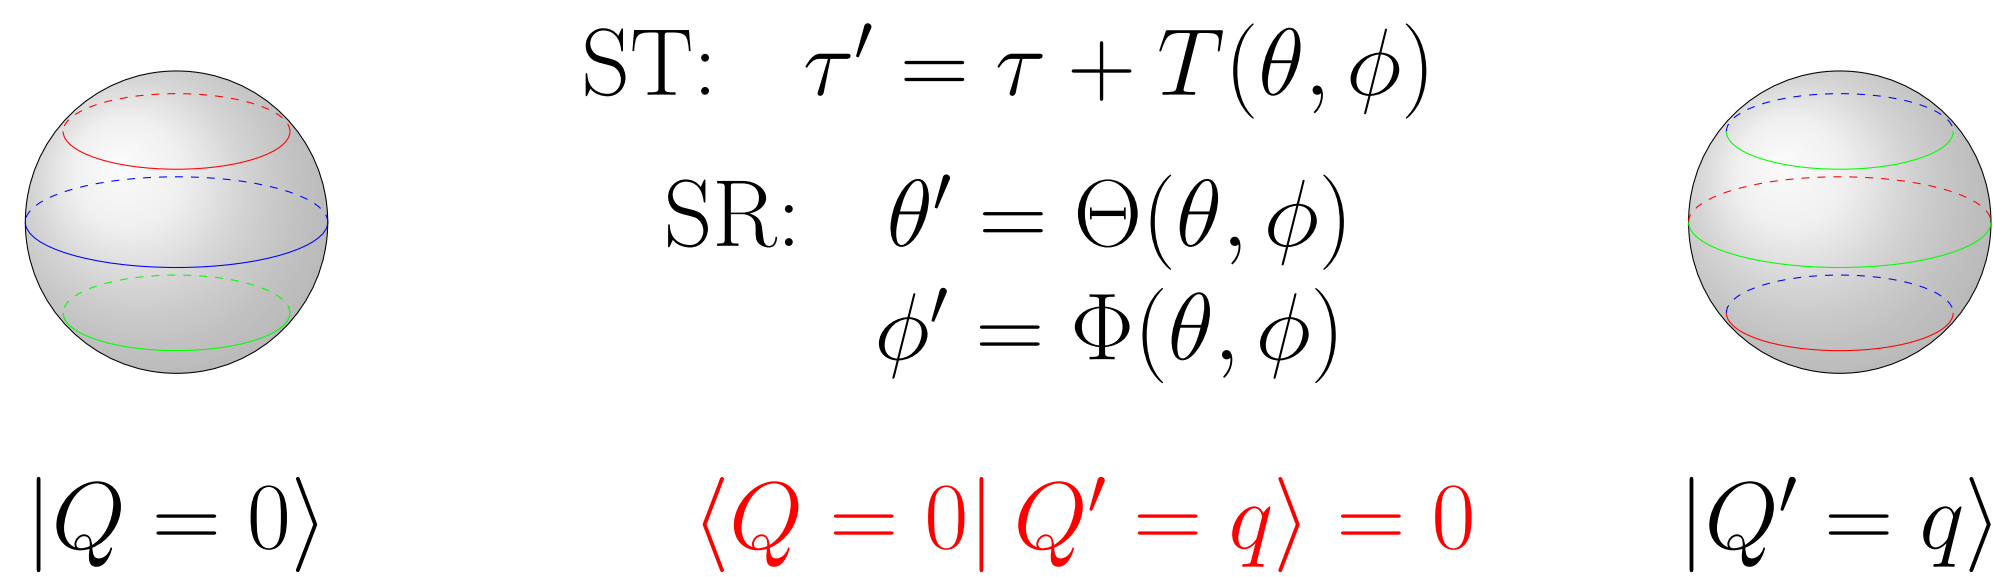 ST: τ′ = τ + T(θ, ϕ)
SR: θ′ = Θ(θ, ϕ)
ϕ′ = Φ(θ, ϕ)
|Q = 0⟩ ⟨Q = 0| Q′ = q⟩ = 0 |Q′ = q⟩